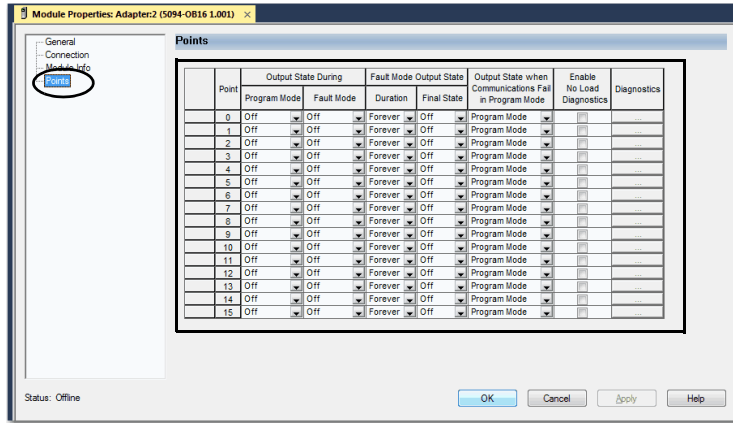 Module Properties: Adapter:2 (5094-OB16 1.001) ×
General
Connection
Module Info
Points
Points
Point
Output State During
Program Mode
Fault Mode
Fault Mode Output State
Duration
Final State
Output State when
Communications Fail
in Program Mode
Enable
No Load
Diagnostics
Diagnostics
0 Off Off Forever Off Program Mode ...
1 Off Off Forever Off Program Mode ...
2 Off Off Forever Off Program Mode ...
3 Off Off Forever Off Program Mode ...
4 Off Off Forever Off Program Mode ...
5 Off Off Forever Off Program Mode ...
6 Off Off Forever Off Program Mode ...
7 Off Off Forever Off Program Mode ...
8 Off Off Forever Off Program Mode ...
9 Off Off Forever Off Program Mode ...
10 Off Off Forever Off Program Mode ...
11 Off Off Forever Off Program Mode ...
12 Off Off Forever Off Program Mode ...
13 Off Off Forever Off Program Mode ...
14 Off Off Forever Off Program Mode ...
15 Off Off Forever Off Program Mode ...
Status: Offline
OK
Cancel
Apply
Help